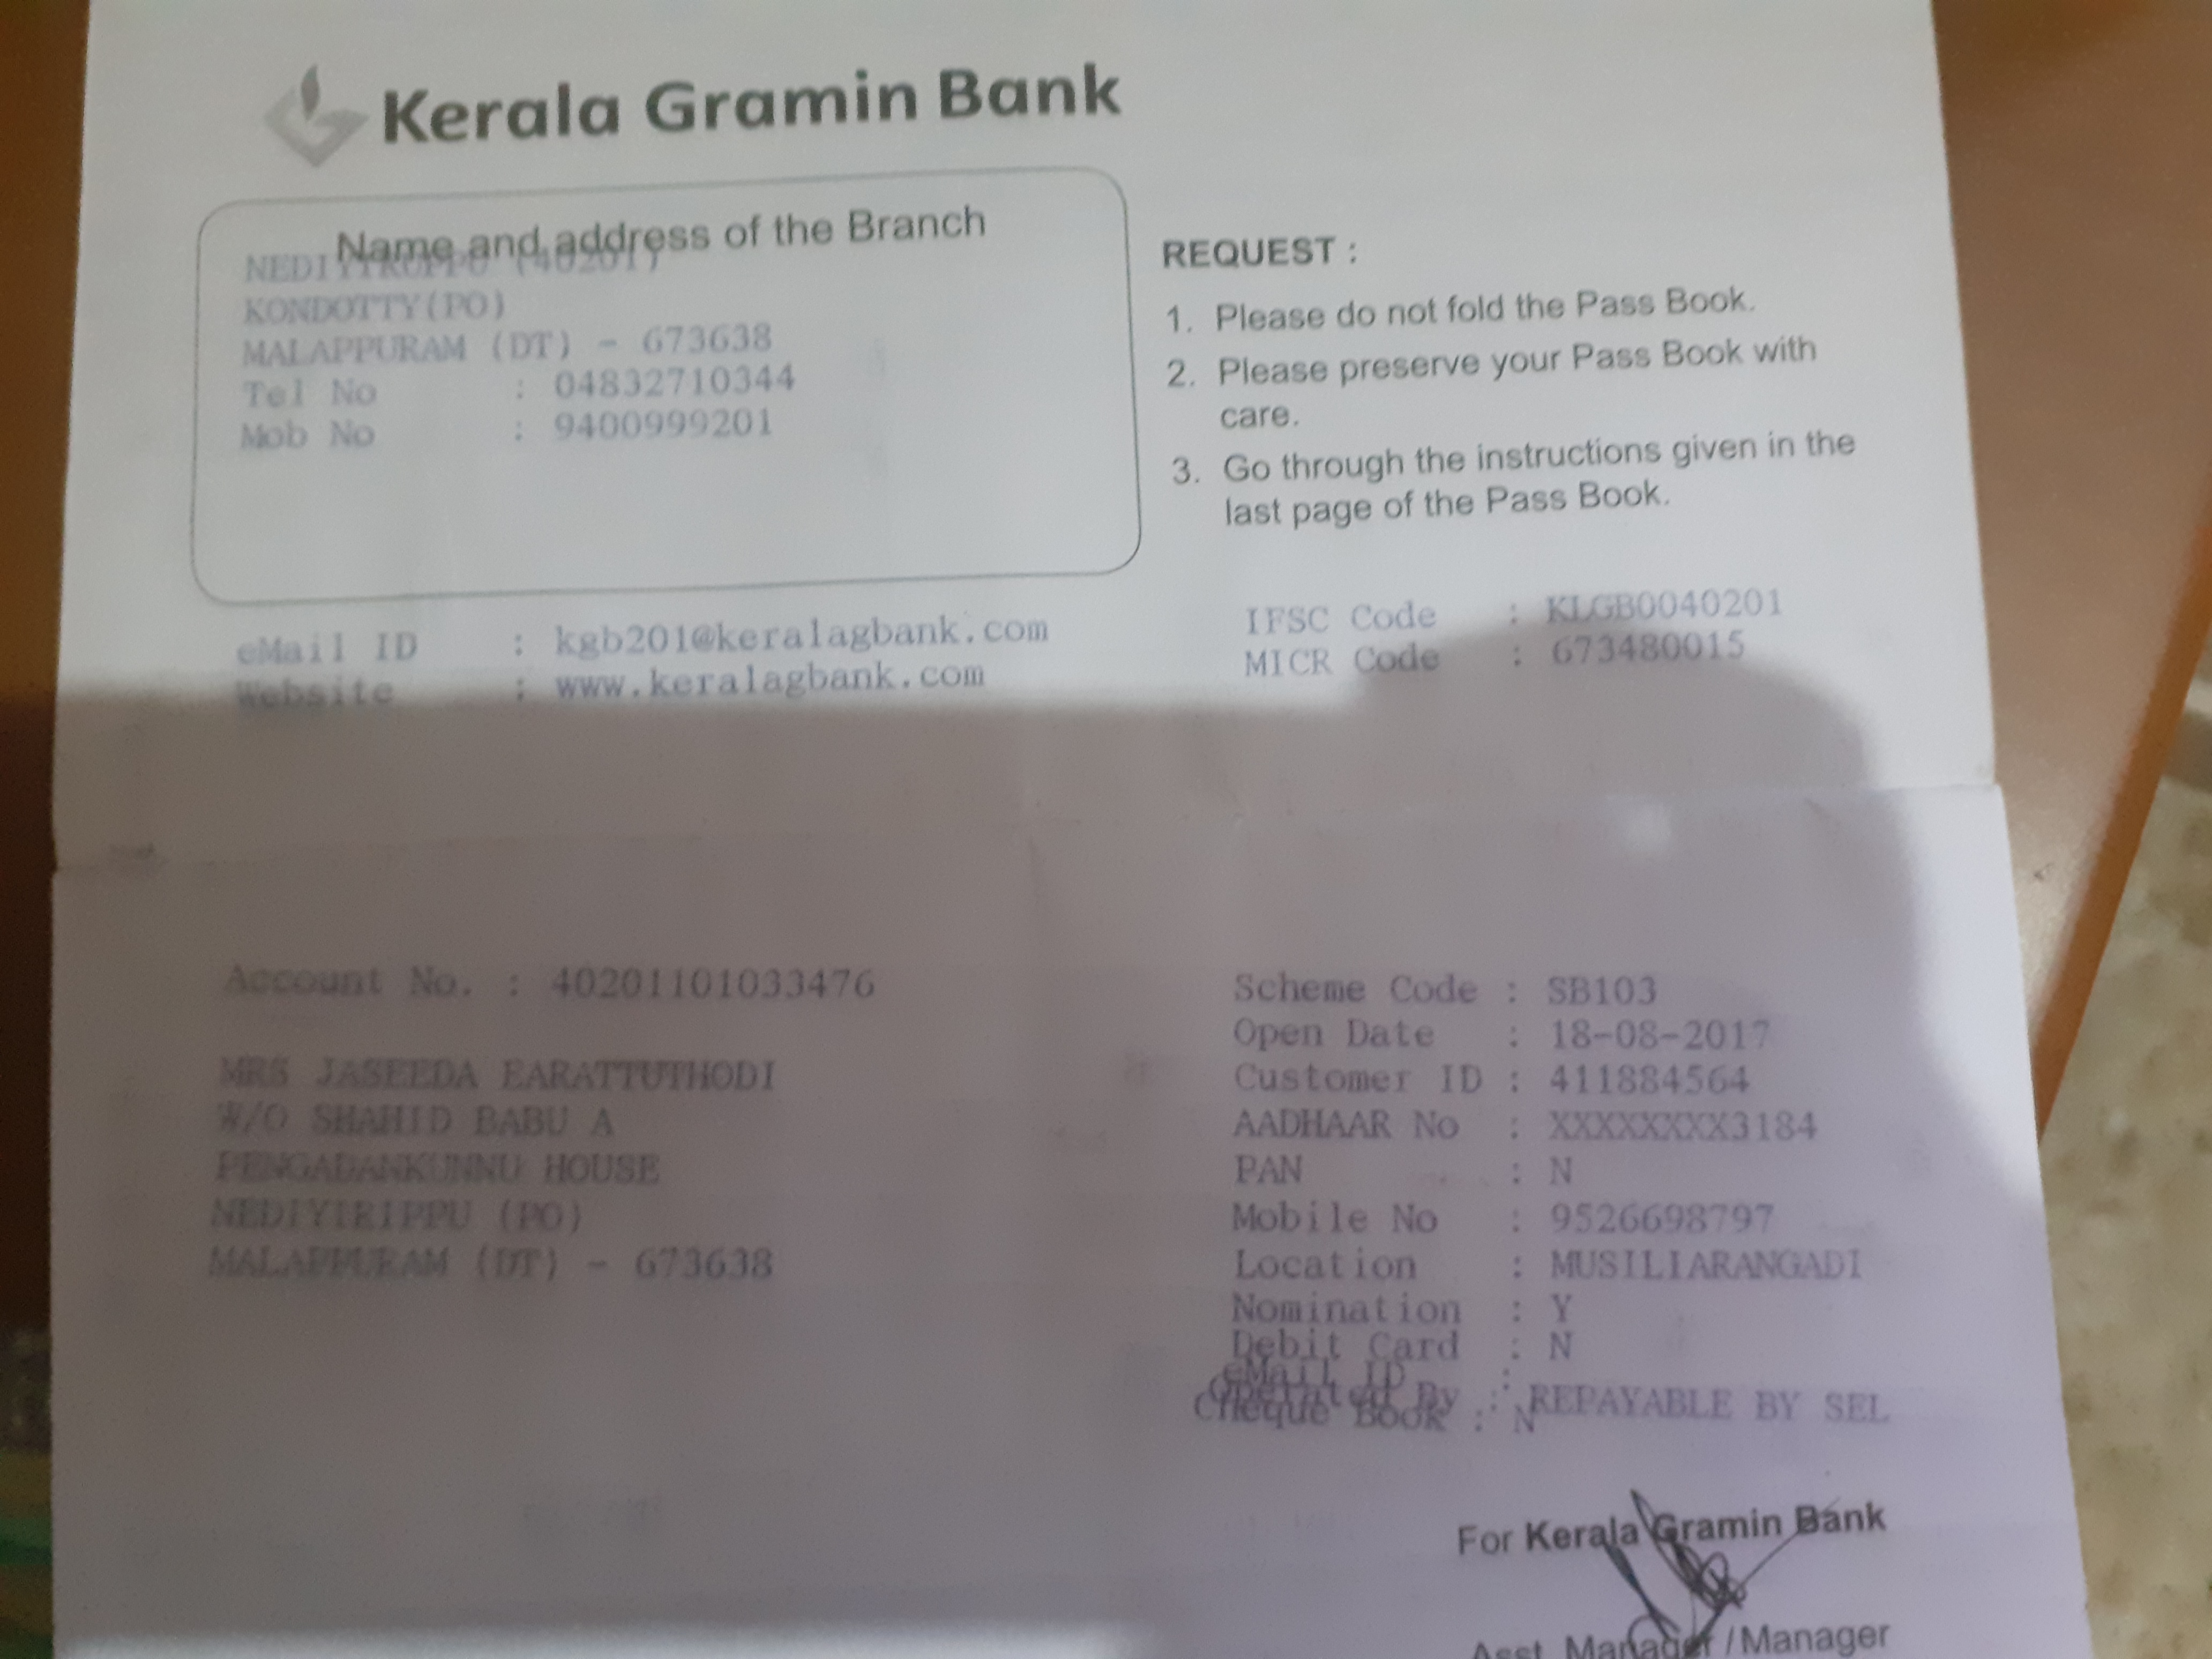 Kerala Gramin Bank
Name and address of the Branch
NEDIYIRUPPU (40201)
KONDOTTY(PO)
MALAPPURAM (DT) - 673638
Tel No : 04832710344
Mob No : 9400999201
REQUEST :
1. Please do not fold the Pass Book.
2. Please preserve your Pass Book with
care.
3. Go through the instructions given in the
last page of the Pass Book.
eMail ID : kgb201@keralagbank.com
Website : www.keralagbank.com
IFSC Code : KLGB0040201
MICR Code : 673480015
Account No. : 40201101033476
MRS JASEEDA EARATTUTHODI
W/O SHAHID BABU A
PENGADANKUNNU HOUSE
NEDIYIRIPPU (PO)
MALAPPURAM (DT) - 673638
Scheme Code : SB103
Open Date : 18-08-2017
Customer ID : 411884564
AADHAAR No : XXXXXXXX3184
PAN : N
Mobile No : 9526698797
Location : MUSILIARANGADI
Nomination : Y
Debit Card : N
eMail ID :
Operated By : REPAYABLE BY SEL
Cheque Book : N
For Kerala Gramin Bank
Asst. Manager / Manager